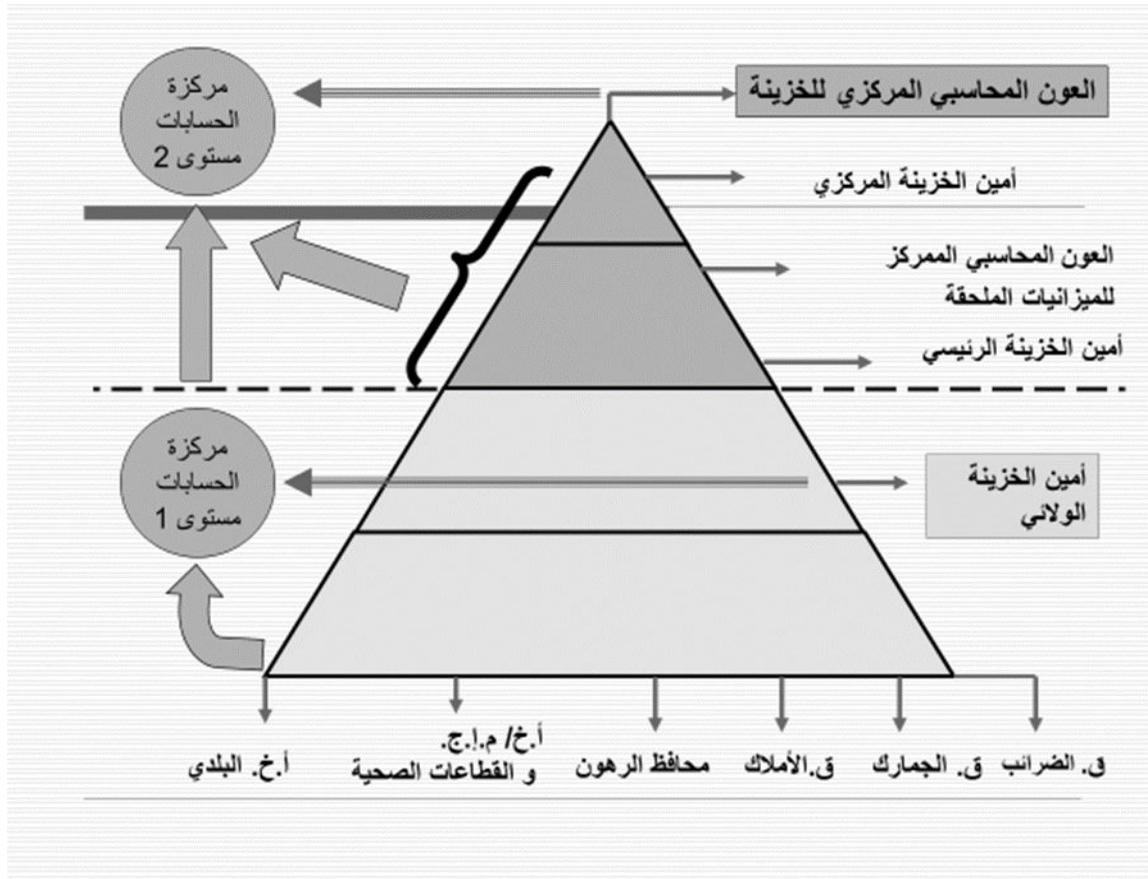 العون المحاسبي المركزي للخزينة
مركزة
الحسابات
مستوى 2
أمين الخزينة المركزي
العون المحاسبي الممركز
للميزانيات الملحقة
أمين الخزينة الرئيسي
مركزة
الحسابات
مستوى 1
أمين الخزينة
الولائي
ق. الضرائب
ق. الجمارك
ق.الأملاك
محافظ الرهون
أ.خ/ م.إ.ج.
و القطاعات الصحية
أ.خ. البلدي